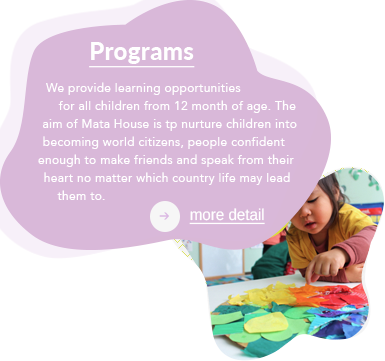 Programs
We provide learning opportunities
for all children from 12 month of age. The
aim of Mata House is tp nurture children into
becoming world citizens, people confident
enough to make friends and speak from their
heart no matter which country life may lead
them to.
more detail